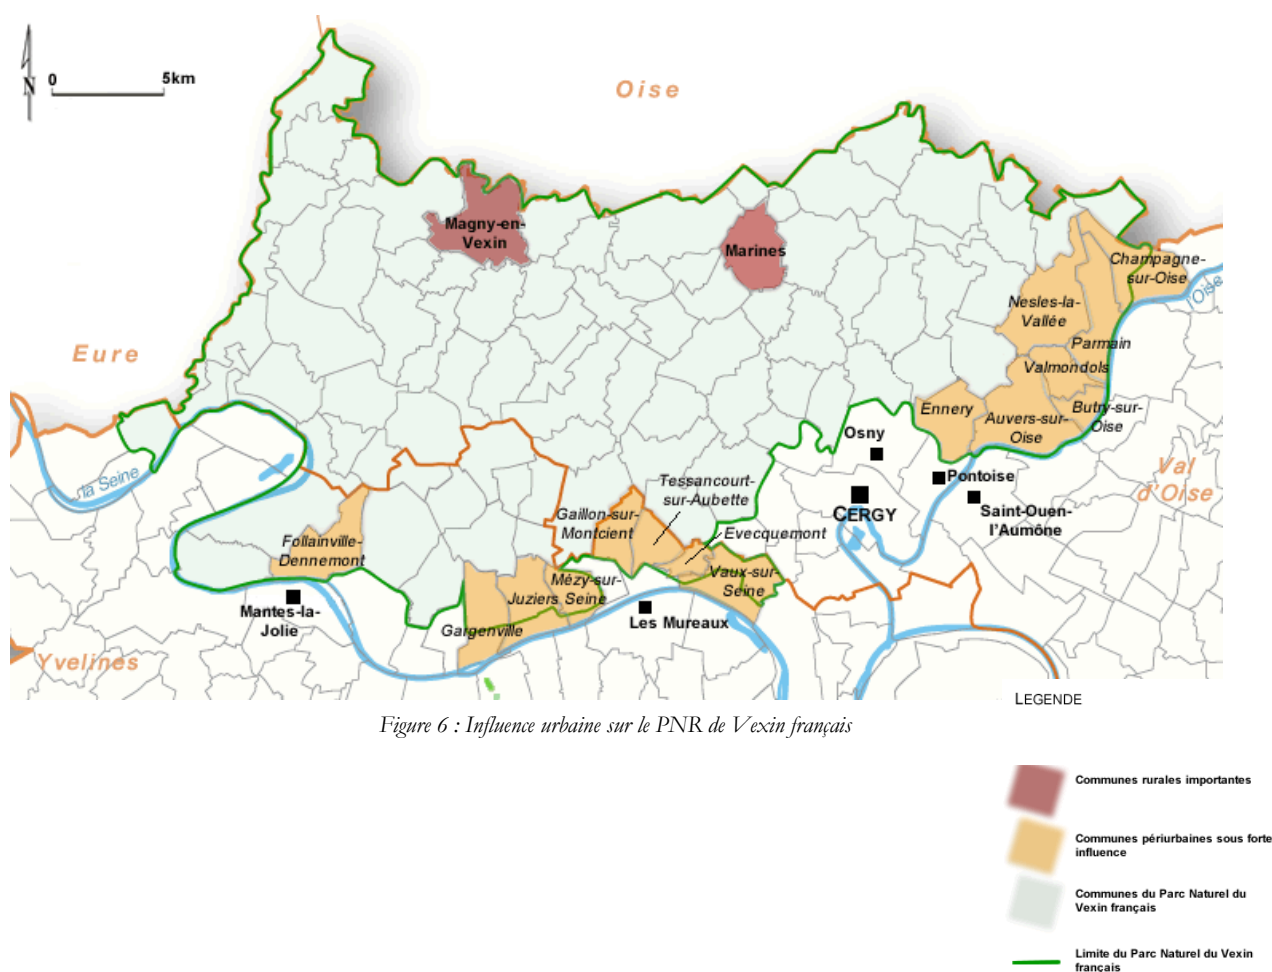 N
0
5km
Oise
Magny-en-
Vexin
Marines
Champagne-
sur-Oise
l'Oise
Nesles-la-
Vallée
Eure
Parmain
Valmondols
Ennery
Auvers-sur-
Oise
Butry-sur-
Oise
Osny
la Seine
Pontoise
Val
d'Oise
Tessancourt-
sur-Aubette
CERGY
Saint-Ouen-
l'Aumône
Gaillon-sur-
Montcient
Evecquemont
Follainville-
Dennemont
Vaux-sur-
Seine
Mézy-sur-
Seine
Juziers
Mantes-la-
Jolie
Les Mureaux
Gargenville
Yvelines
LEGENDE
Figure 6 : Influence urbaine sur le PNR de Vexin français
Communes rurales importantes
Communes périurbaines sous forte
influence
Communes du Parc Naturel du
Vexin français
Limite du Parc Naturel du Vexin
français